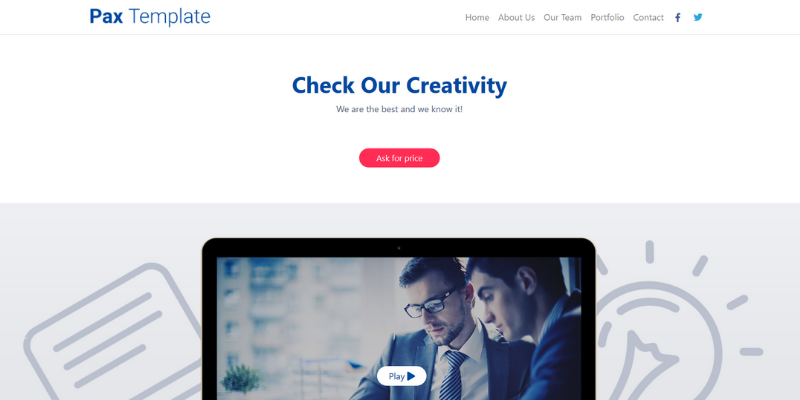 Pax Template
Home About Us Our Team Portfolio Contact
Check Our Creativity
We are the best and we know it!
Ask for price
Play